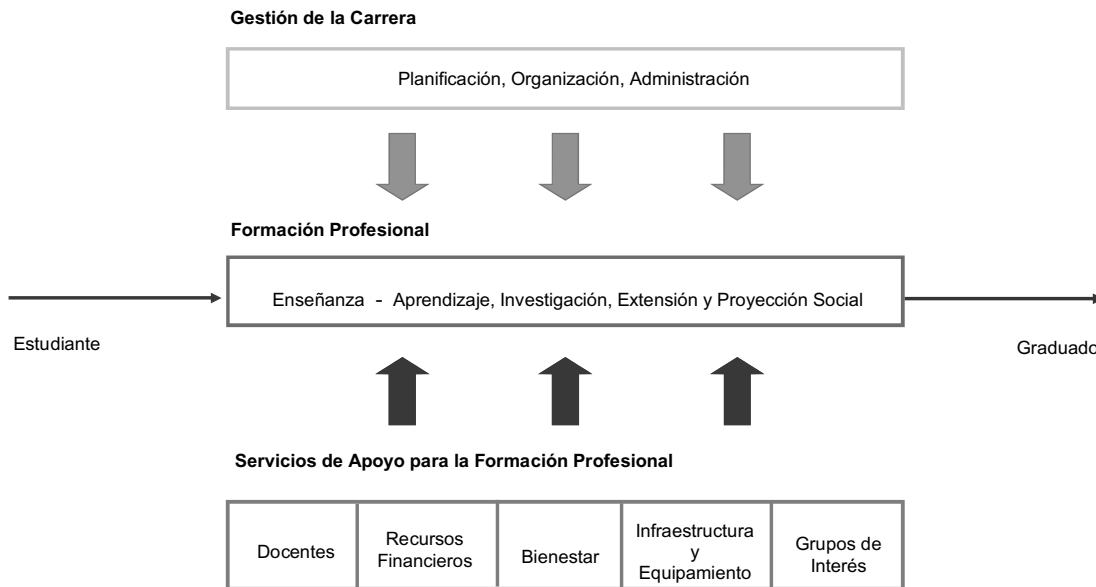 Gestión de la Carrera
Planificación, Organización, Administración
Formación Profesional
Enseñanza - Aprendizaje, Investigación, Extensión y Proyección Social
Estudiante
Graduado
Servicios de Apoyo para la Formación Profesional
Docentes
Recursos
Financieros
Bienestar
Infraestructura
y
Equipamiento
Grupos de
Interés